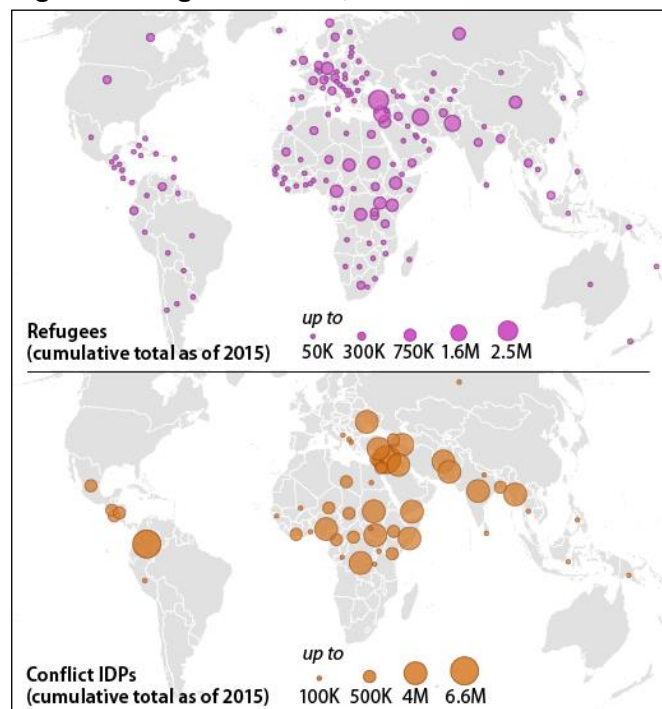 up to
Refugees
(cumulative total as of 2015)
50K 300K 750K 1.6M 2.5M
up to
Conflict IDPs
(cumulative total as of 2015)
100K 500K 4M 6.6M